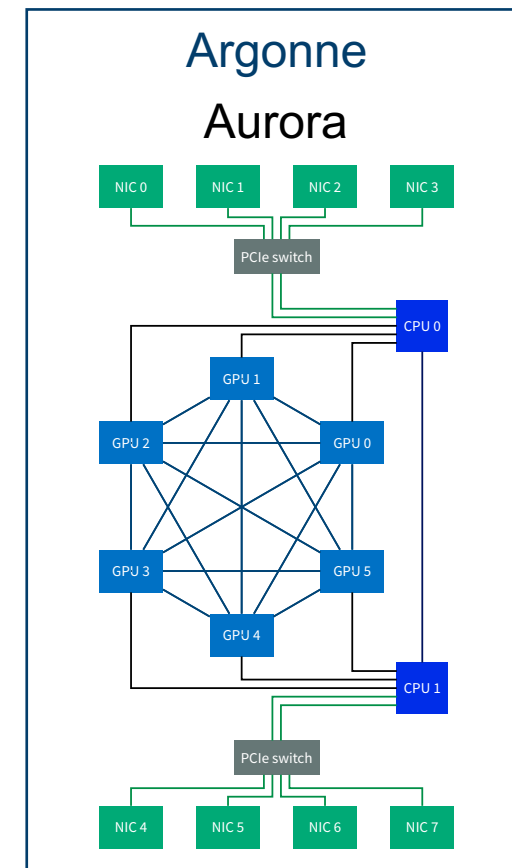 Argonne
Aurora
NIC 0 NIC 1 NIC 2 NIC 3
PCIe switch
CPU 0
GPU 1
GPU 2 GPU 0
GPU 3 GPU 5
GPU 4
CPU 1
PCIe switch
NIC 4 NIC 5 NIC 6 NIC 7